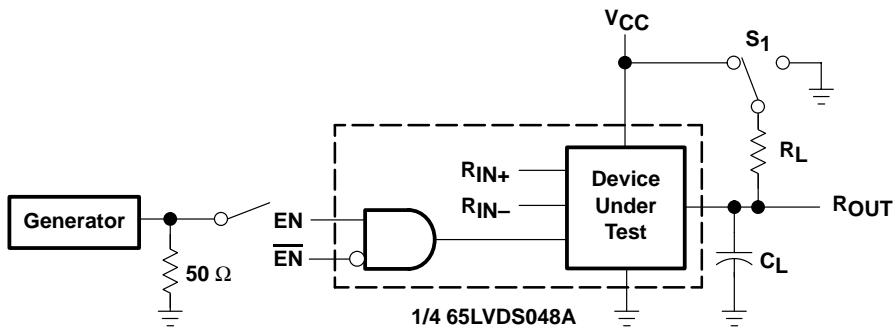 VCC
S1
RL
RIN+
RIN−
Device
Under
Test
Generator
EN
EN
ROUT
50 Ω
CL
1/4 65LVDS048A